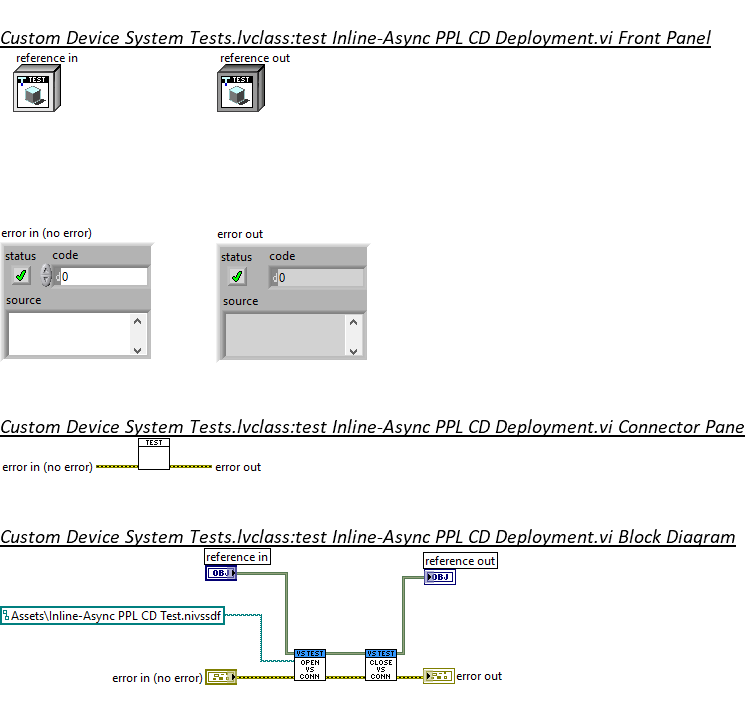 Custom Device System Tests.lvclass:test Inline-Async PPL CD Deployment.vi Front Panel
reference in
reference out
TEST
TEST
error in (no error)
error out
status code
status code
d 0
d 0
source
source
Custom Device System Tests.lvclass:test Inline-Async PPL CD Deployment.vi Connector Pane
TEST
error in (no error)
error out
Custom Device System Tests.lvclass:test Inline-Async PPL CD Deployment.vi Block Diagram
reference in
reference out
OBJ
OBJ
Assets\Inline-Async PPL CD Test.nivssdf
VS TEST
OPEN
VS
CONN
VS TEST
CLOSE
VS
CONN
error in (no error)
error out